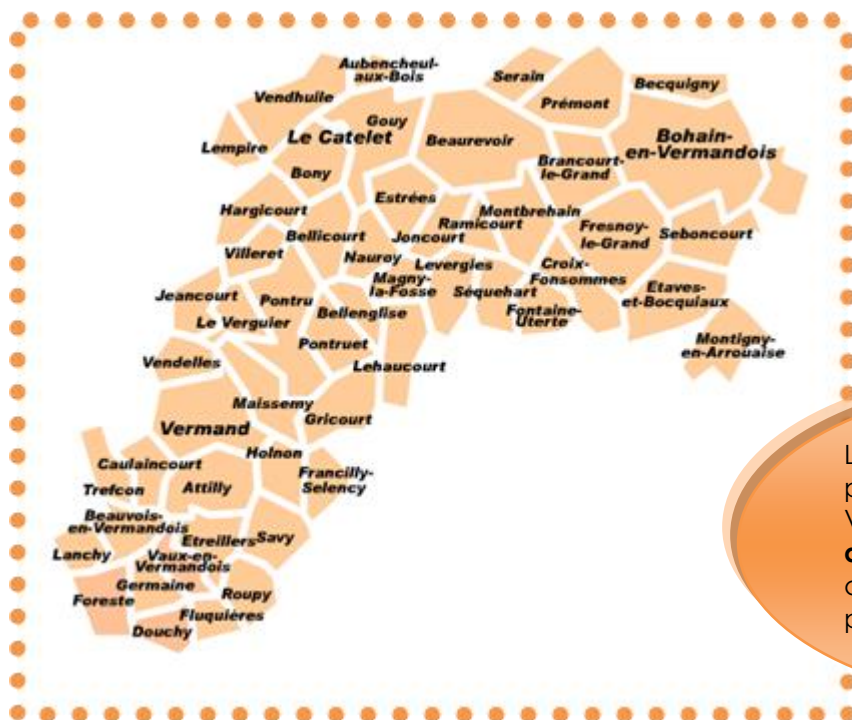 Aubencheul-
aux-Bois
Serain
Becquigny
Vendhuile
Prémont
Gouy
Le Catelet
Beaurevoir
Bohain-
en-Vermandois
Lempire
Brancourt-
le-Grand
Bony
Estrées
Hargicourt
Montbrehain
Ramicourt
Fresnoy-
le-Grand
Seboncourt
Bellicourt
Joncourt
Villeret
Nauroy
Levergies
Croix-
Fonsommes
Magny-
la-Fosse
Séquehart
Etaves-
et-Bocquiaux
Jeancourt
Pontru
Bellenglise
Fontaine-
Uterte
Le Verguier
Pontruet
Montigny-
en-Arrouaise
Vendelles
Lehaucourt
Maissemy
Gricourt
Vermand
Holnon
Caulaincourt
Francilly-
Selency
Trefcon
Attilly
Beauvois-
en-Vermandois
Etreillers
Savy
Lanchy
Vaux-en-
Vermandois
Germaine
Roupy
Foreste
Fluquières
Douchy
L
p
V
d
p